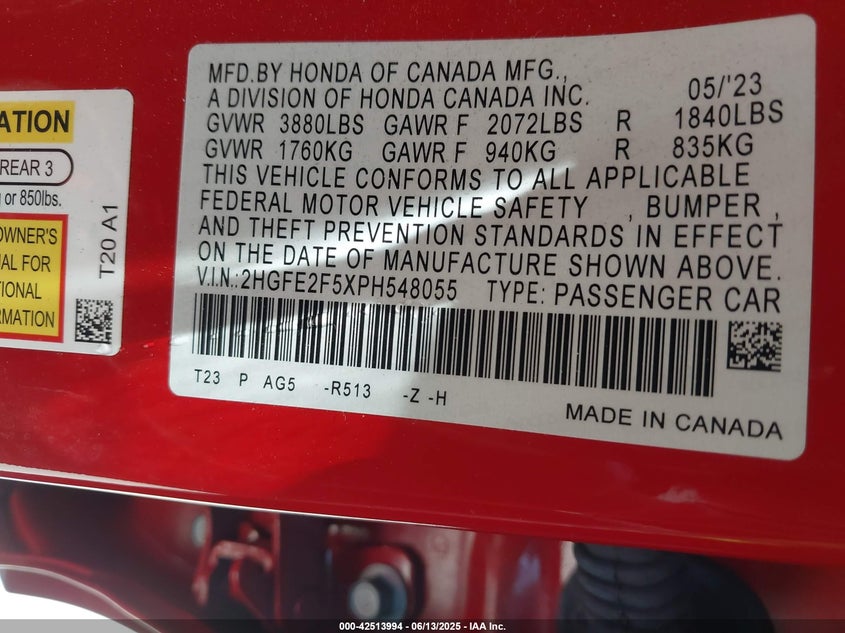 MFD.BY HONDA OF CANADA MFG., 05/'23
A DIVISION OF HONDA CANADA INC.
GVWR 3880LBS GAWR F 2072LBS R 1840LBS
GVWR 1760KG GAWR F 940KG R 835KG
THIS VEHICLE CONFORMS TO ALL APPLICABLE
FEDERAL MOTOR VEHICLE SAFETY , BUMPER ,
AND THEFT PREVENTION STANDARDS IN EFFECT
ON THE DATE OF MANUFACTURE SHOWN ABOVE.
V.I.N.:2HGFE2F5XPH548055 TYPE: PASSENGER CAR
T23 P AG5 -R513 -Z -H
MADE IN CANADA
ATION
REAR 3
or 850lbs.
OWNER'S
AL FOR
TIONAL
RMATION
T20 A1
000-42513994 - 06/13/2025 - © IAA, Inc.